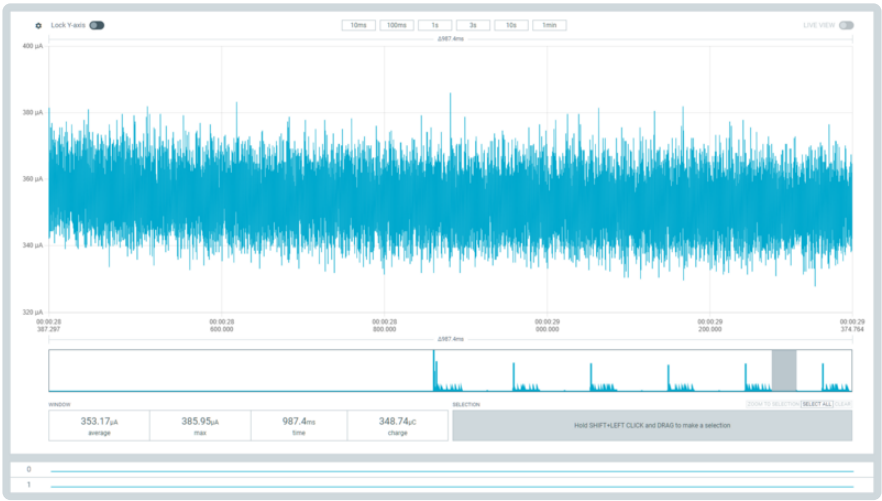 Lock Y-axis 10ms 100ms 1s 3s 10s 1min LIVE VIEW
Δ987.4ms
400 µA
380 µA
360 µA
340 µA
320 µA
00:00:28 00:00:28 00:00:28 00:00:29 00:00:29 00:00:29
387.297 600.000 800.000 000.000 200.000 374.764
Δ987.4ms
WINDOW SELECTION ZOOM TO SELECTION SELECT ALL CLEAR
353.17µA 385.95µA 987.4ms 348.74µC
average max time charge
Hold SHIFT+LEFT CLICK and DRAG to make a selection
0
1